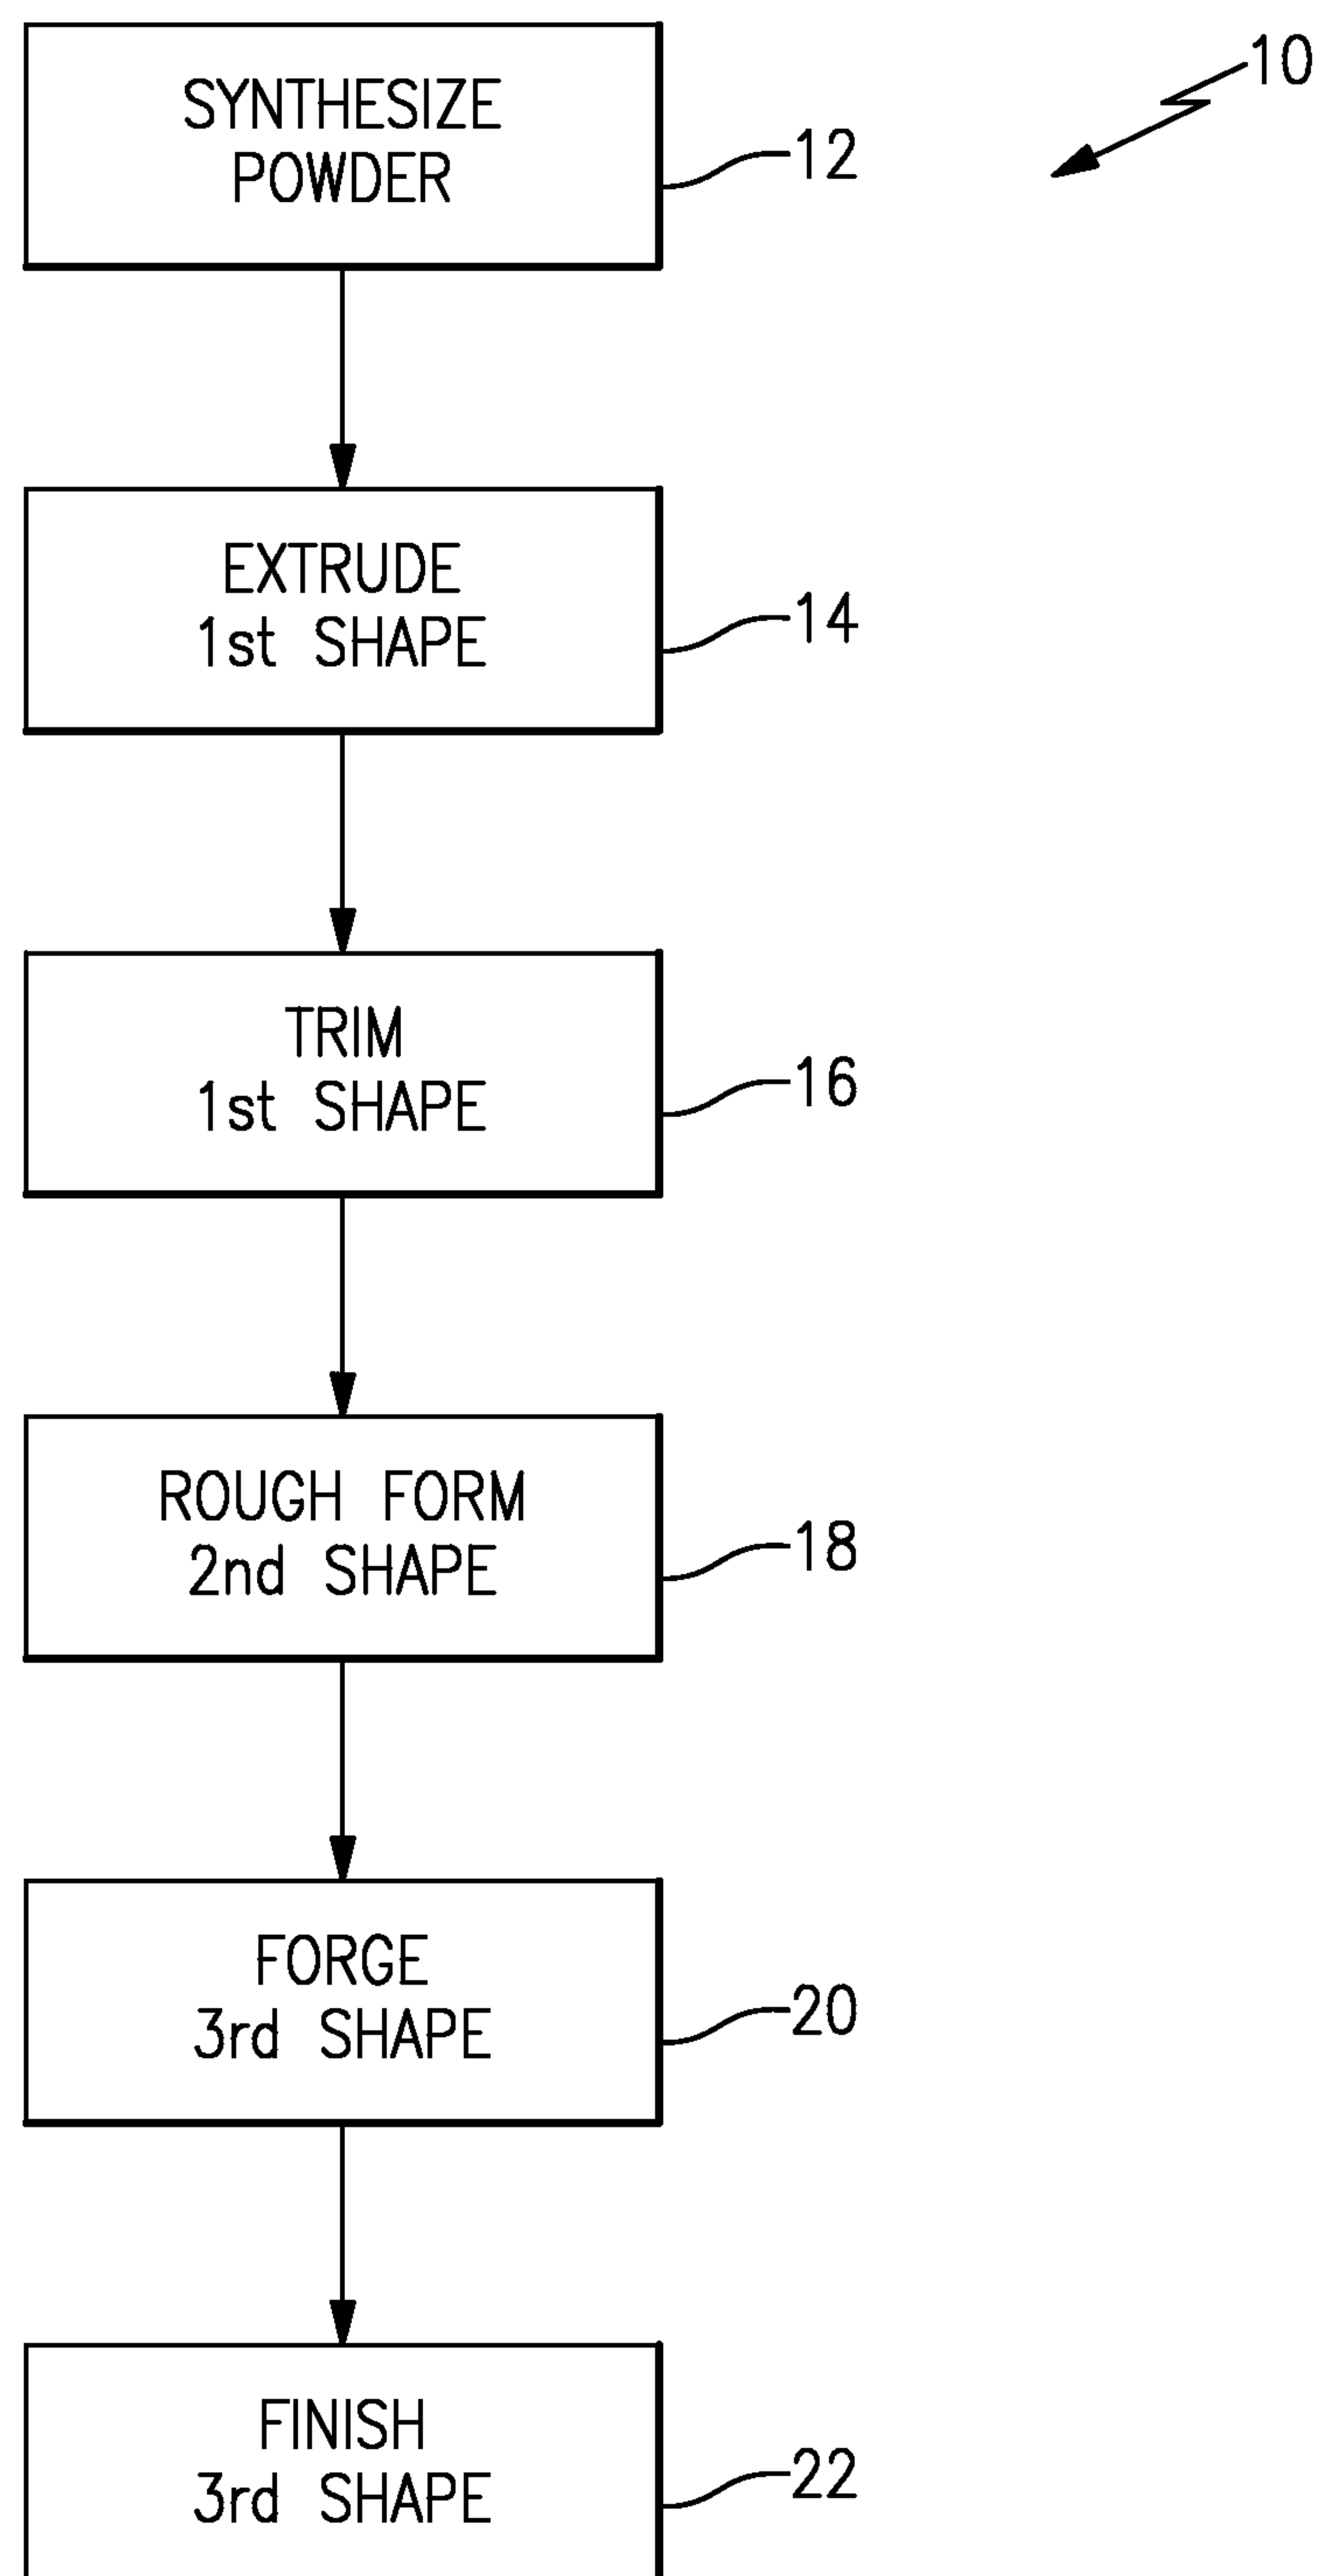 10
SYNTHESIZE
POWDER
12
EXTRUDE
1st SHAPE
14
TRIM
1st SHAPE
16
ROUGH FORM
2nd SHAPE
18
FORGE
3rd SHAPE
20
FINISH
3rd SHAPE
22